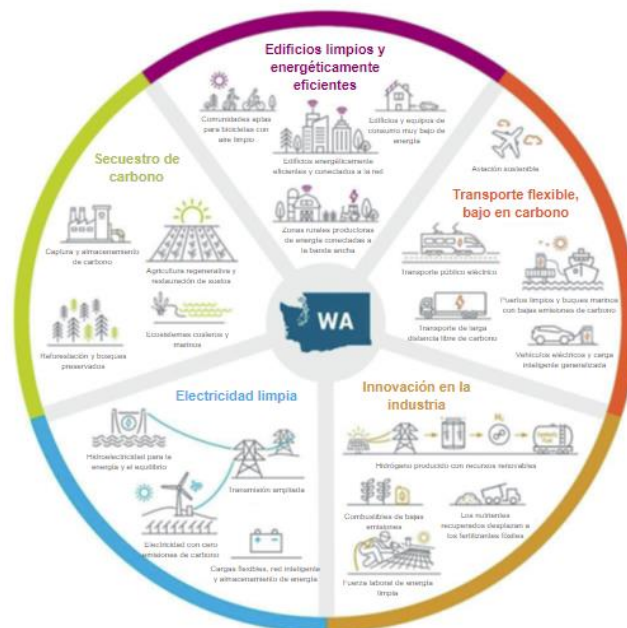 Edificios limpios y
energéticamente
eficientes
Comunidades aptas
para bicicletas con
aire limpio
Edificios y equipos de
consumo muy bajo de
energía
Edificios energéticamente
eficientes y conectados a la red
Zonas rurales productoras
de energía conectadas a
la banda ancha
Secuestro de
carbono
Captura y almacenamiento
de carbono
Agricultura regenerativa y
restauración de suelos
Reforestación y bosques
preservados
Ecosistemas costeros y
marinos
Aviación sostenible
Transporte flexible,
bajo en carbono
Transporte público eléctrico
Puertos limpios y buques marinos
con bajas emisiones de carbono
Transporte de larga
distancia libre de carbono
Vehículos eléctricos y carga
inteligente generalizada
WA
Electricidad limpia
Hidroelectricidad para la
energía y el equilibrio
Transmisión ampliada
Electricidad con cero
emisiones de carbono
Cargas flexibles, red inteligente
y almacenamiento de energía
Innovación en la
industria
H₂
Hidrógeno producido con recursos renovables
Combustibles de bajas
emisiones
Los nutrientes
recuperados desplazan a
los fertilizantes fósiles
Fuerza laboral de energía
limpia